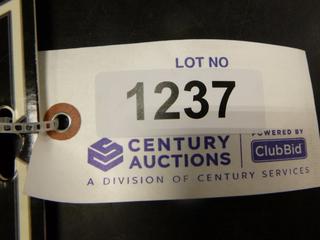 LOT NO
1237
CENTURY
AUCTIONS
POWERED BY
ClubBid
A DIVISION OF CENTURY SERVICES